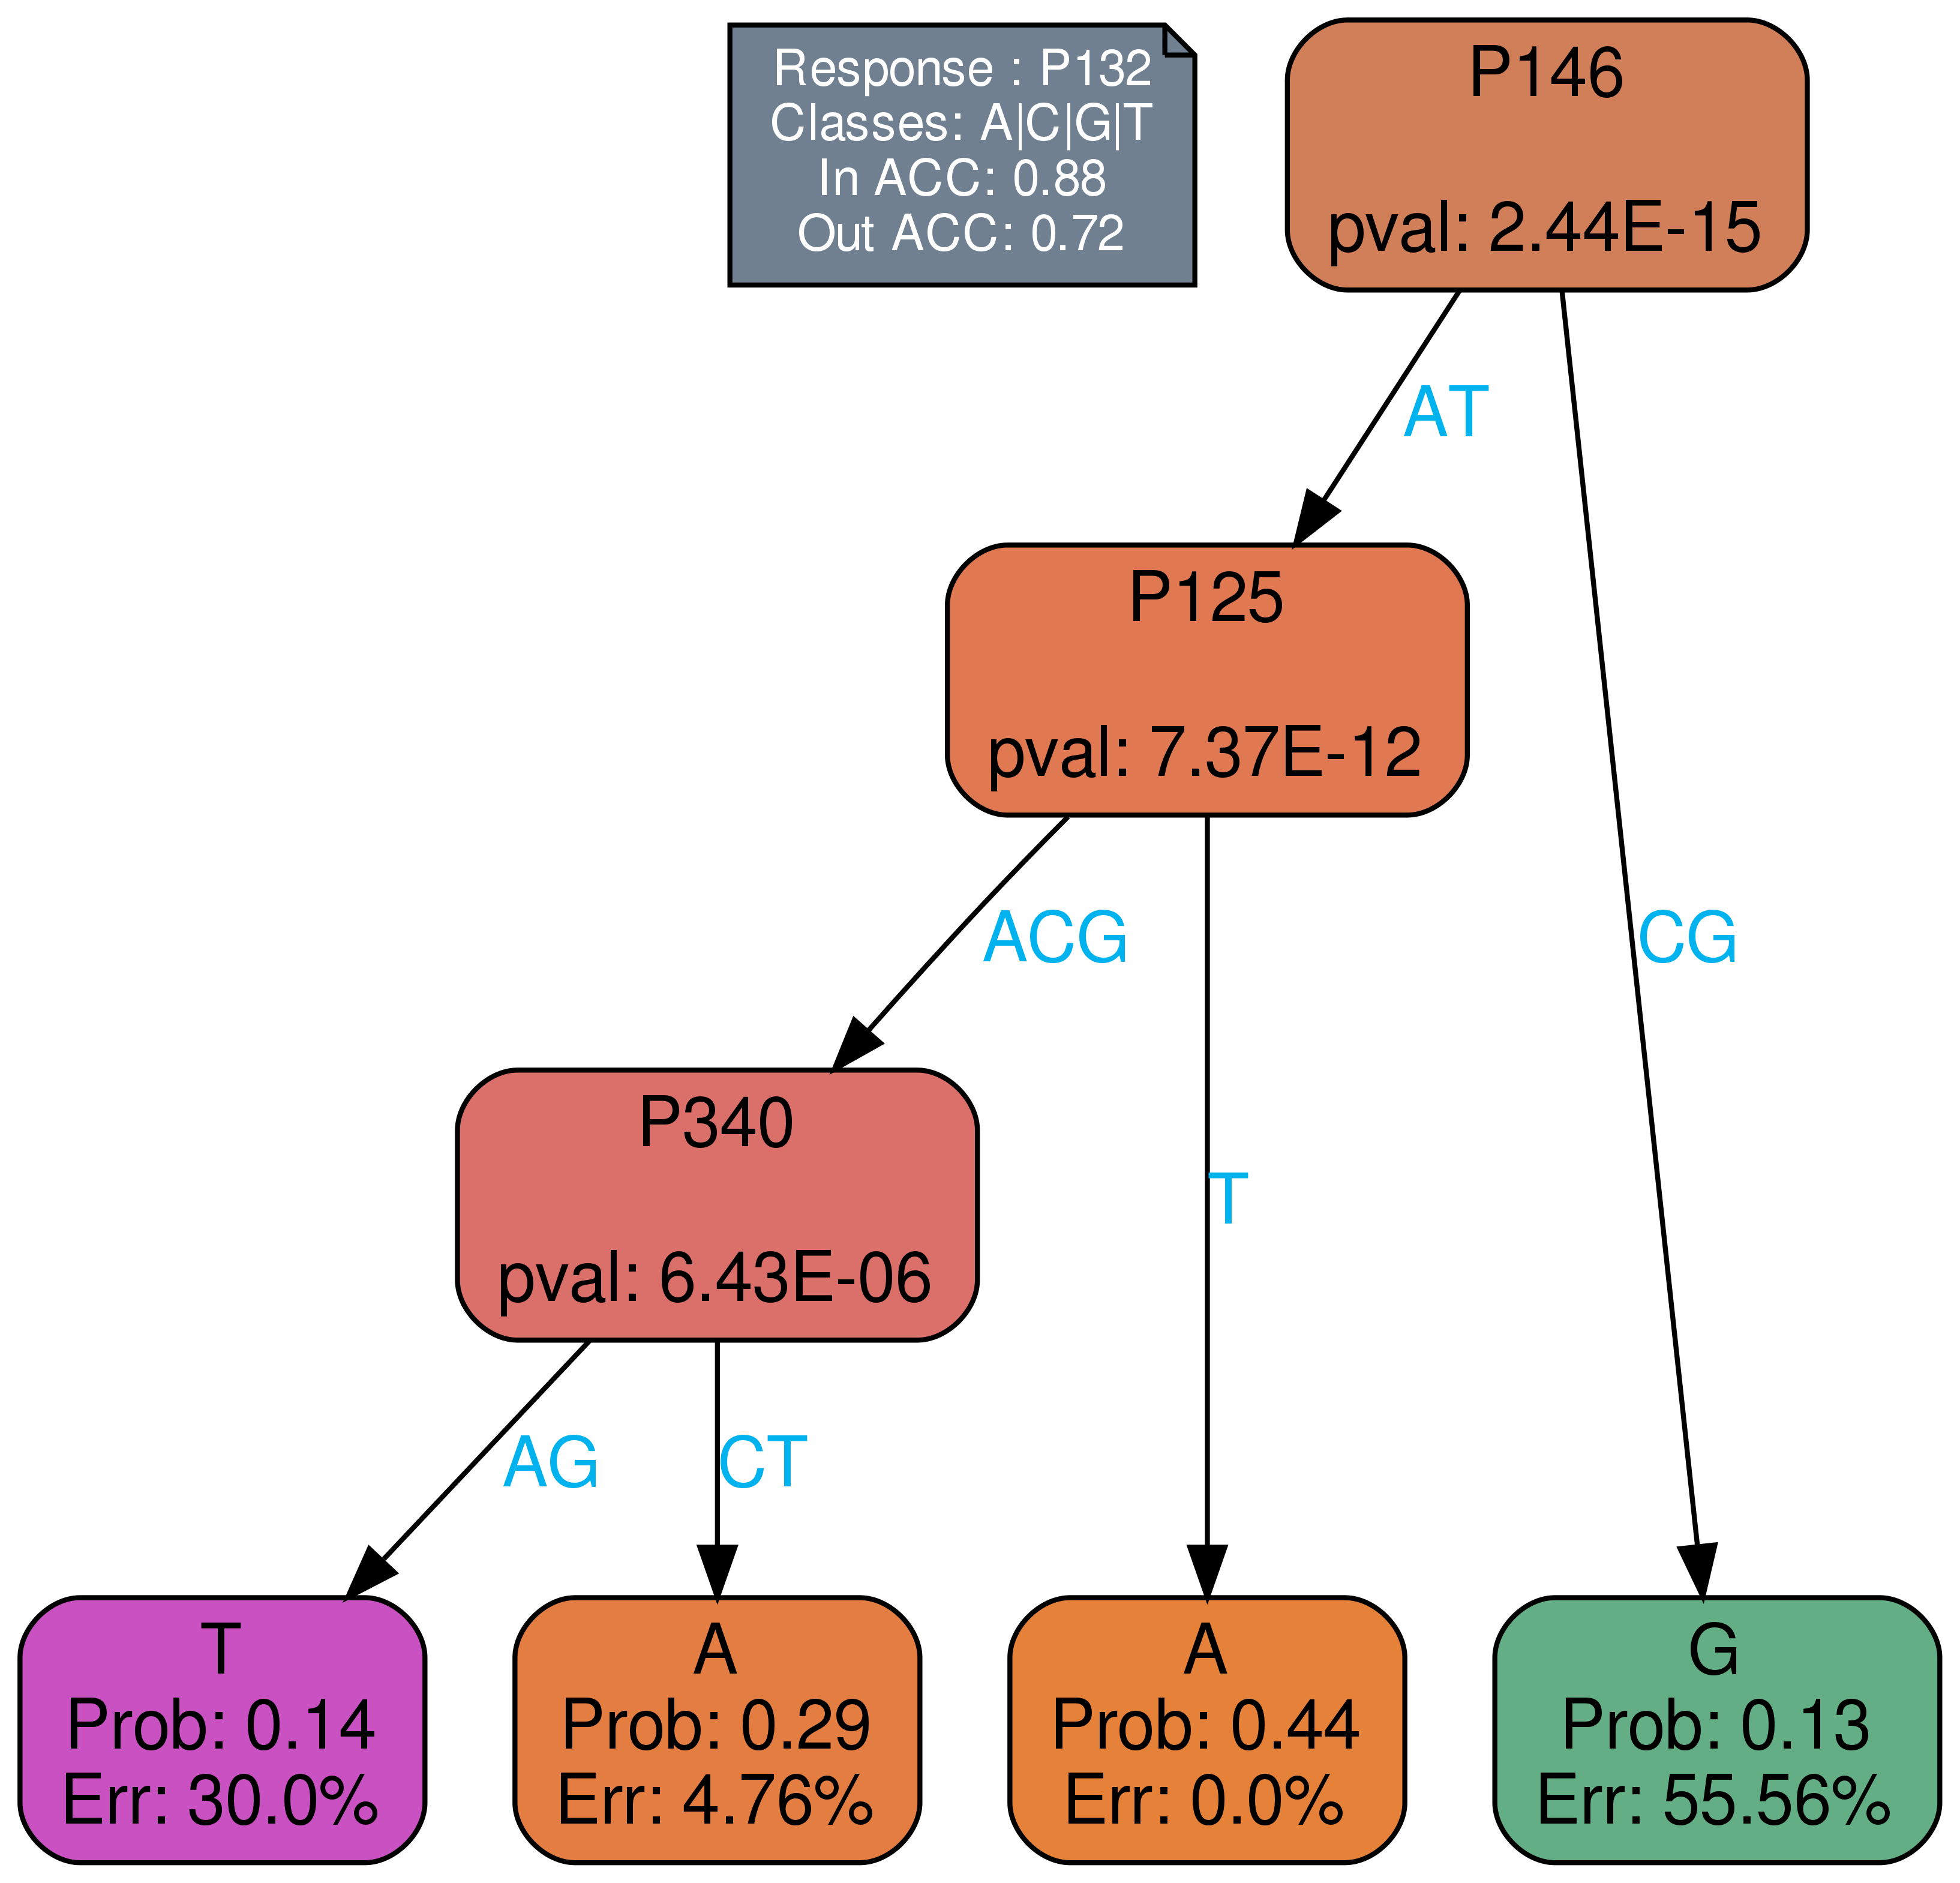 Response : P132
Classes: A|C|G|T
In ACC: 0.88
Out ACC: 0.72
P146
pval: 2.44E-15
AT
P125
pval: 7.37E-12
ACG
CG
P340
pval: 6.43E-06
T
AG
CT
T
Prob: 0.14
Err: 30.0%
A
Prob: 0.29
Err: 4.76%
A
Prob: 0.44
Err: 0.0%
G
Prob: 0.13
Err: 55.56%